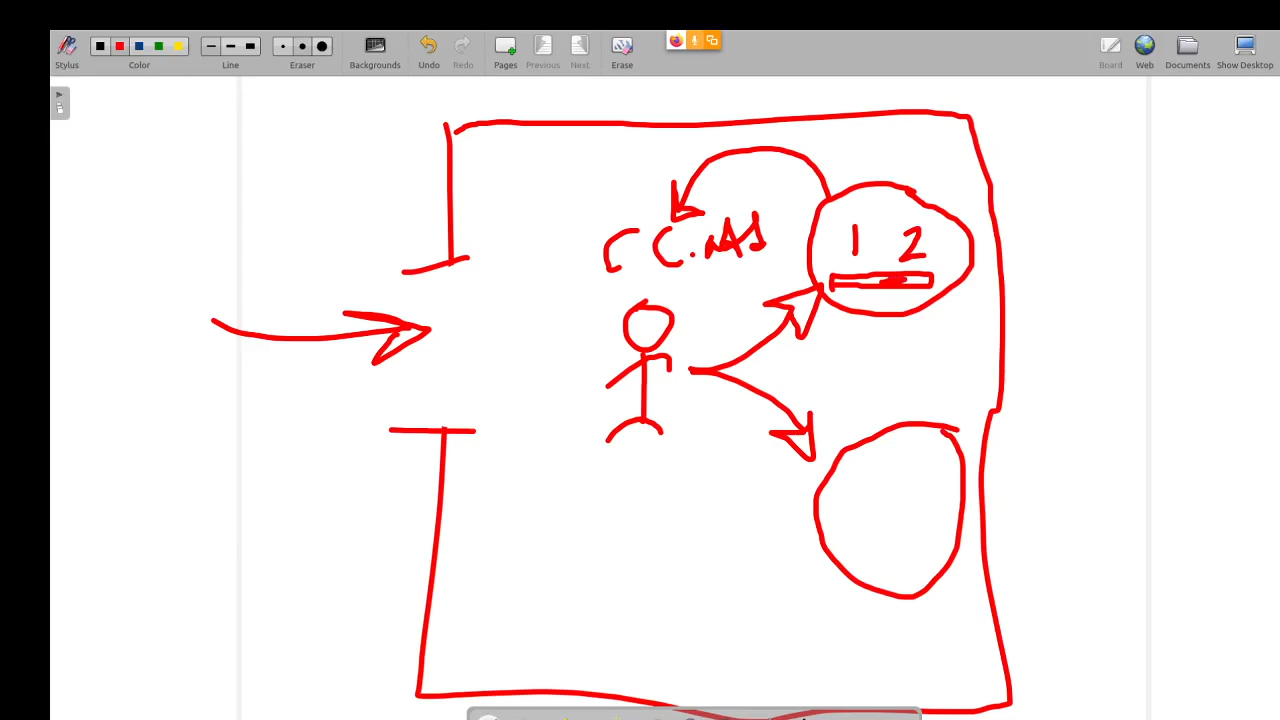 Stylus
Color
Line
Eraser
Backgrounds
Undo
Redo
Pages
Previous
Next
Erase
Board
Web
Documents
Show Desktop
1 2